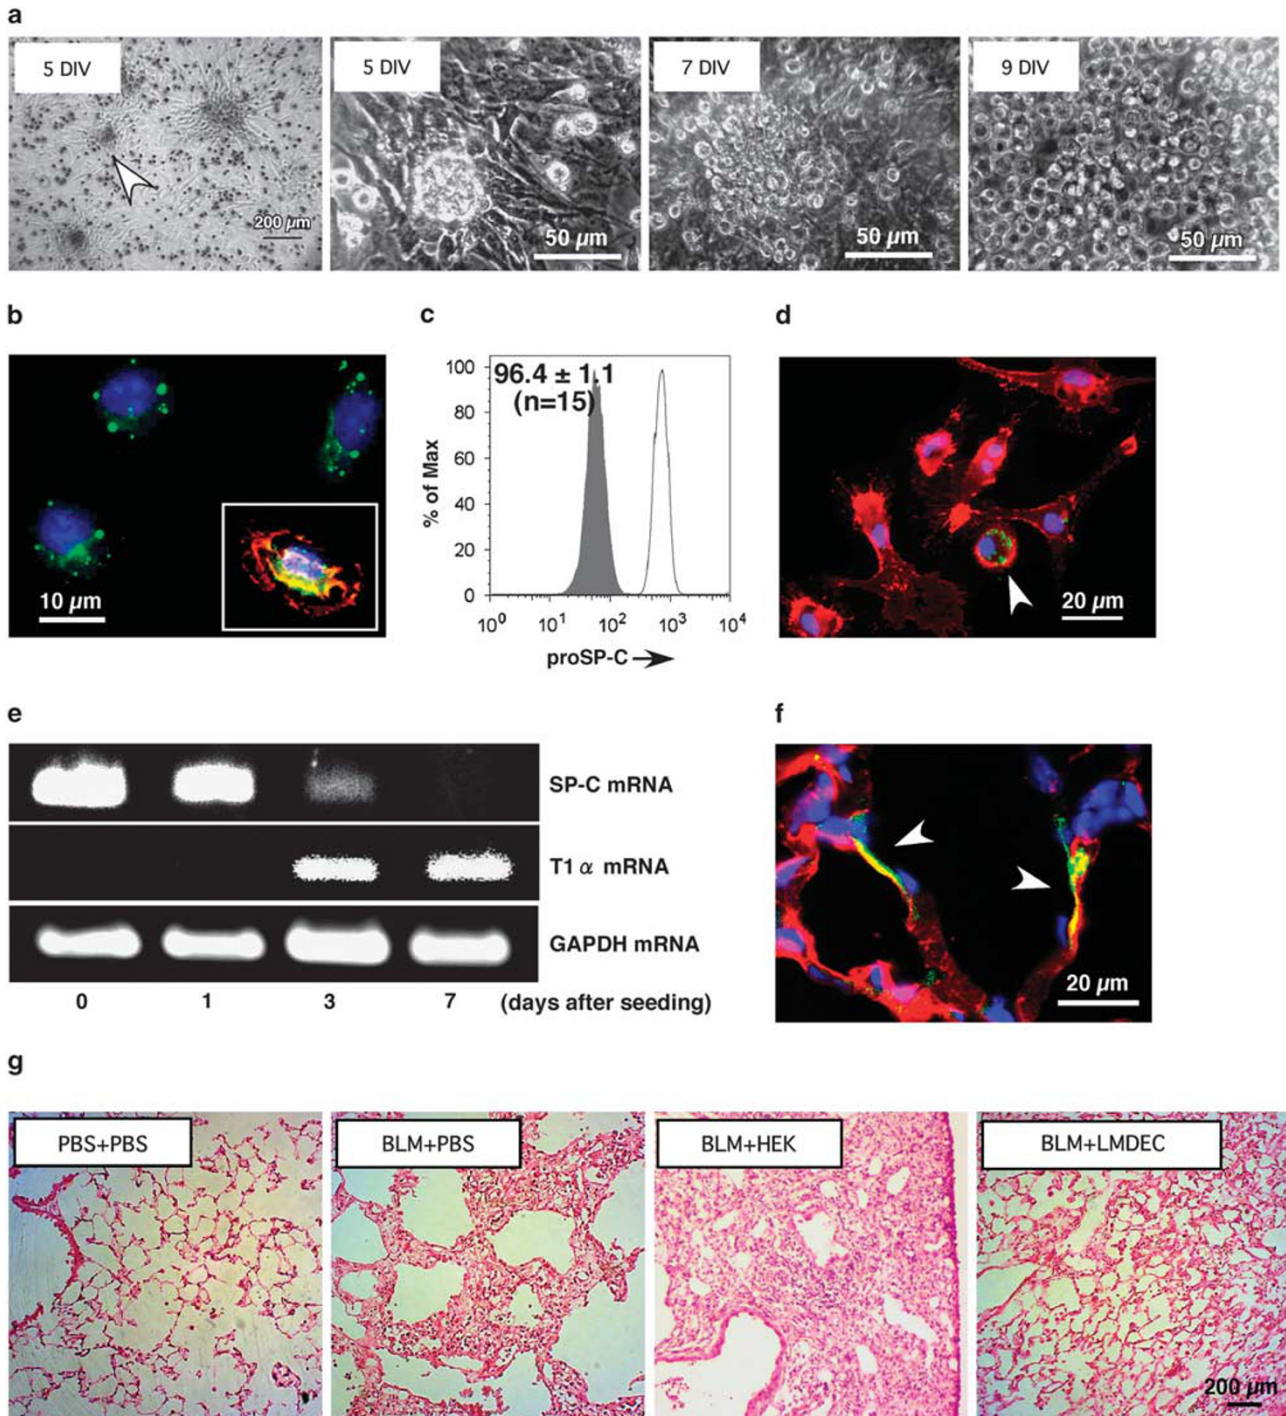 a
5 DIV
5 DIV
7 DIV
9 DIV
200 µm
50 µm
50 µm
50 µm
b
c
d
10 µm
% of Max
100
80
60
40
20
0
96.4 ± 1.1
(n=15)
10⁰ 10¹ 10² 10³ 10⁴
proSP-C →
20 µm
e
f
SP-C mRNA
T1 α mRNA
GAPDH mRNA
0 1 3 7 (days after seeding)
20 µm
g
PBS+PBS
BLM+PBS
BLM+HEK
BLM+LMDEC
200 µm